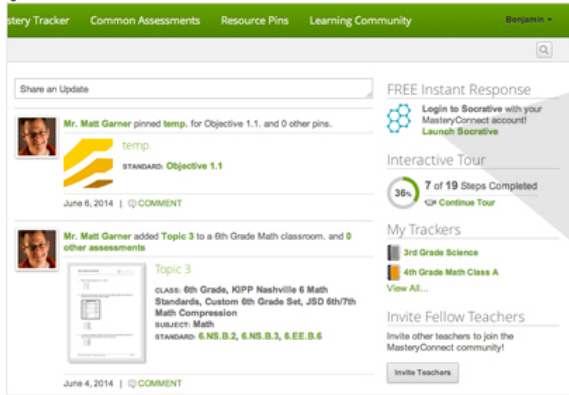 stery Tracker Common Assessments Resource Pins Learning Community Benjamin
Share an Update
Mr. Matt Garner pinned temp. for Objective 1.1. and 0 other pins.
temp.
STANDARD: Objective 1.1
June 6, 2014 | COMMENT
Mr. Matt Garner added Topic 3 to a 6th Grade Math classroom. and 0
other assessments
Topic 3
CLASS: 6th Grade, KIPP Nashville 6 Math
Standards, Custom 6th Grade Set, JSD 6th/7th
Math Compression
SUBJECT: Math
STANDARD: 6.NS.B.2, 6.NS.B.3, 6.EE.B.6
June 4, 2014 | COMMENT
FREE Instant Response
Login to Socrative with your
MasteryConnect account!
Launch Socrative
Interactive Tour
36%
7 of 19 Steps Completed
Continue Tour
My Trackers
3rd Grade Science
4th Grade Math Class A
View All...
Invite Fellow Teachers
Invite other teachers to join the
MasteryConnect community!
Invite Teachers